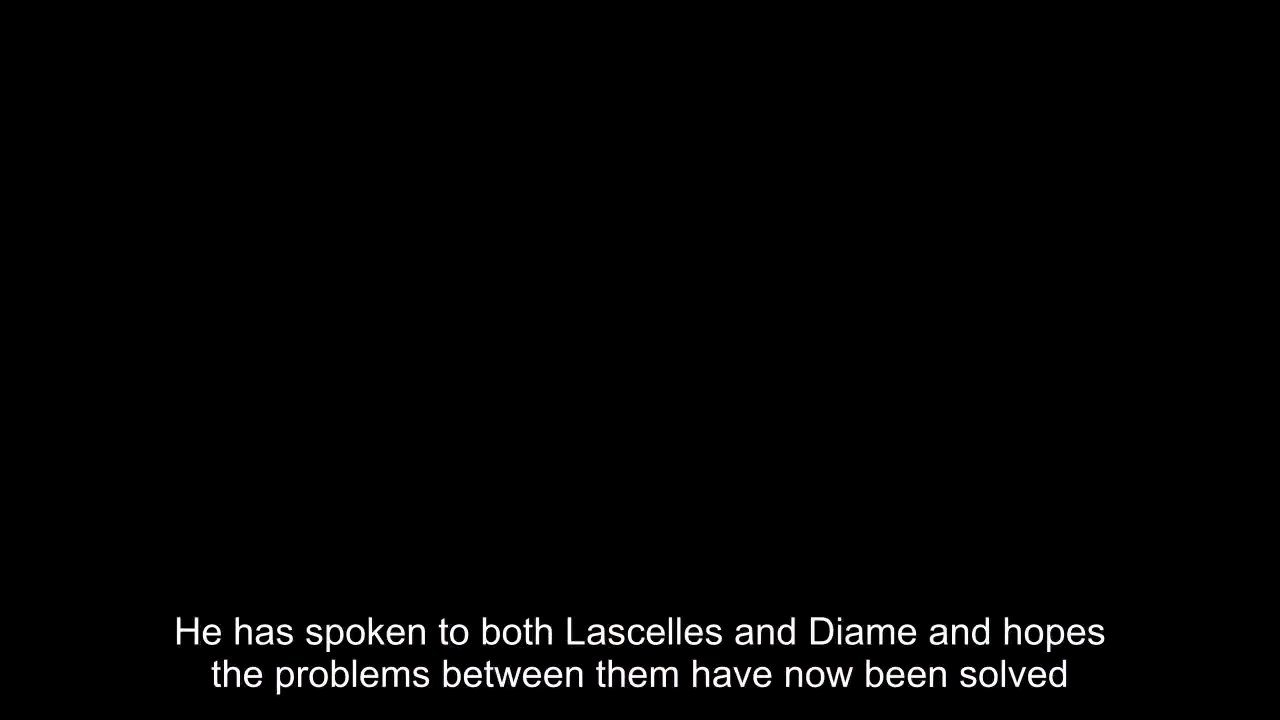 He has spoken to both Lascelles and Diame and hopes
the problems between them have now been solved